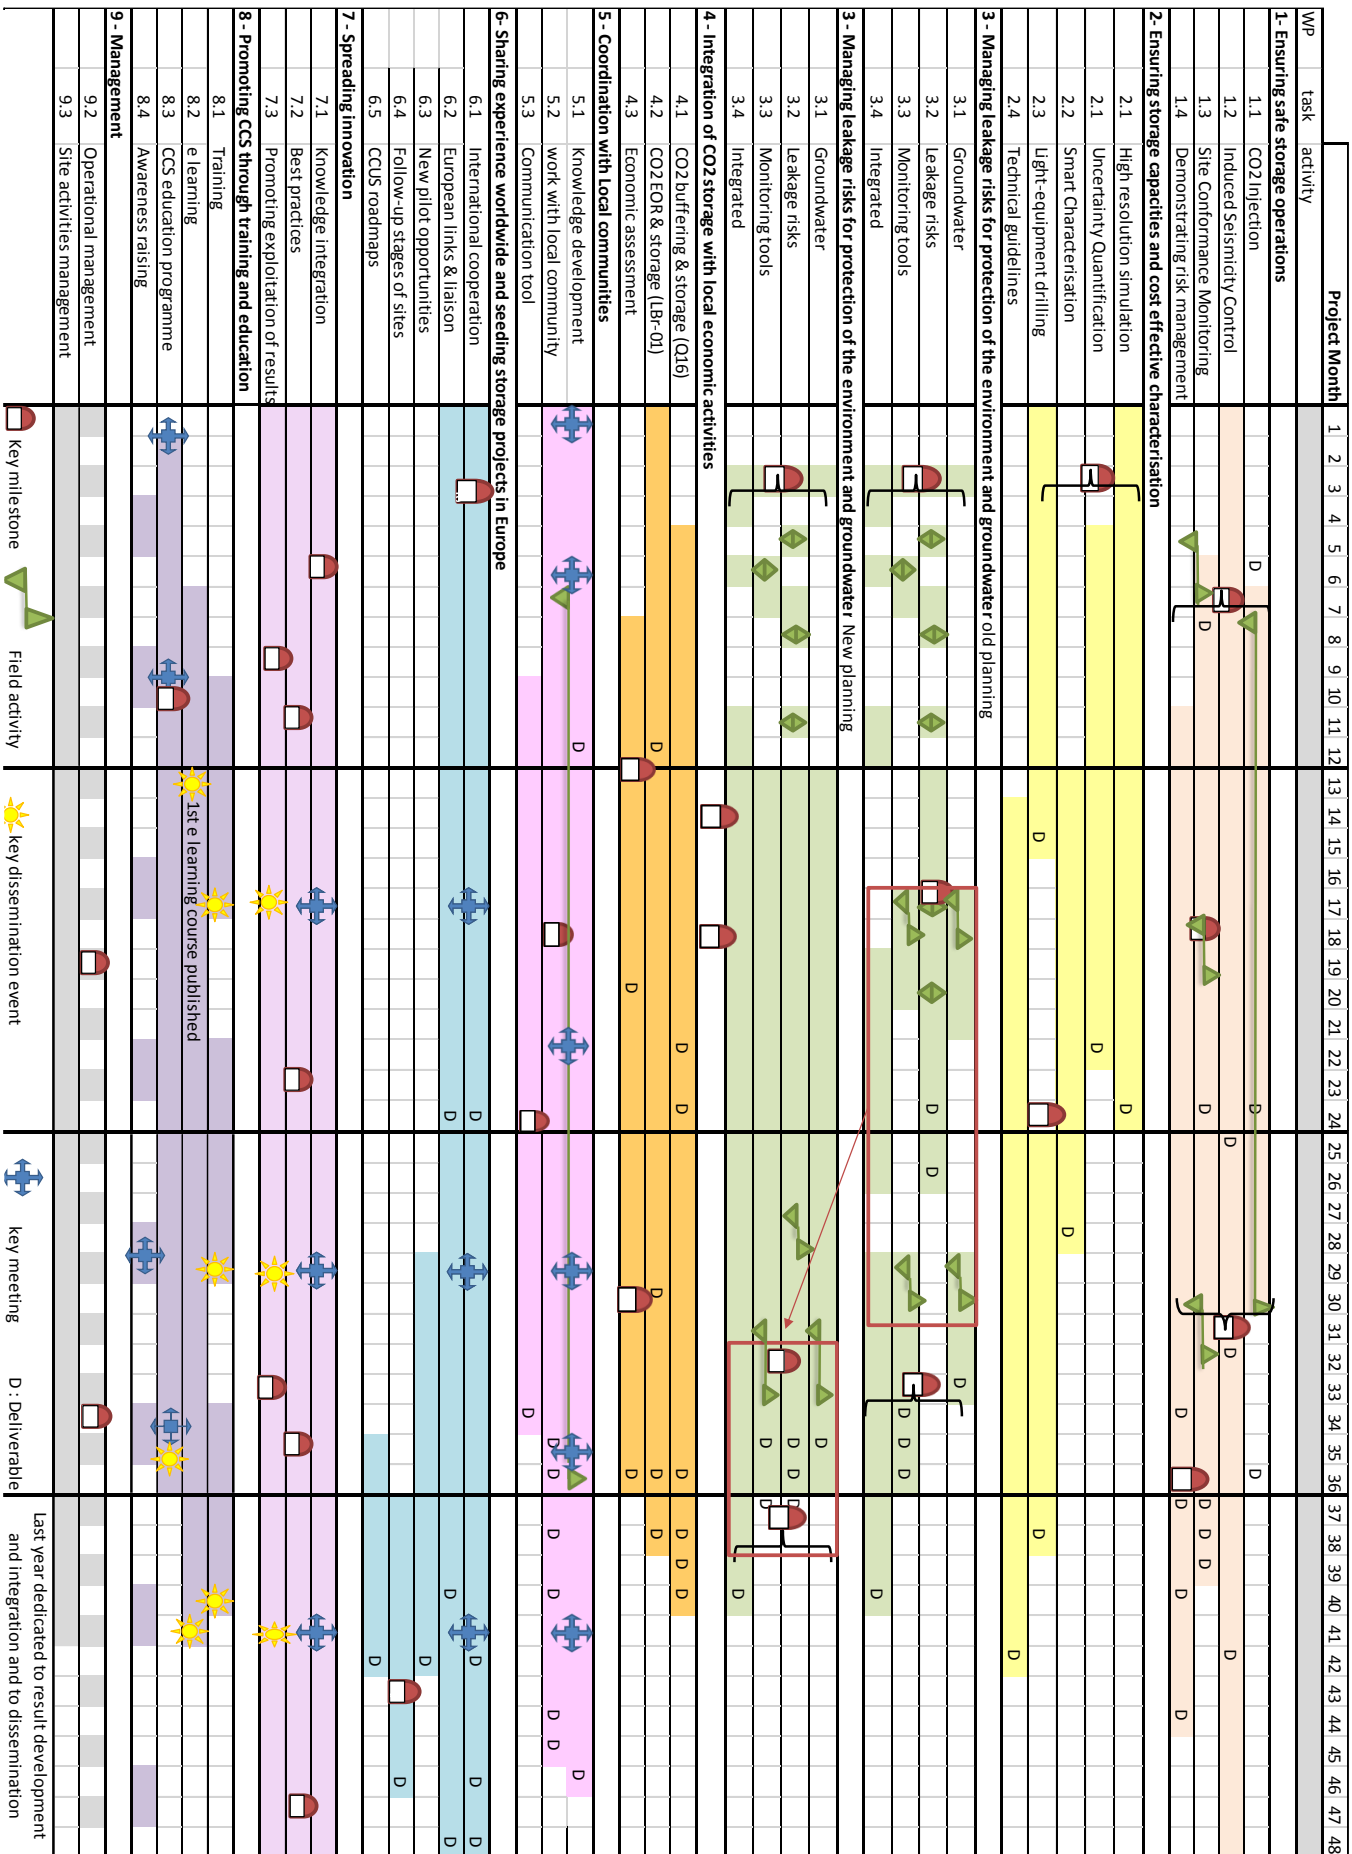 Project Month 1 2 3 4 5 6 7 8 9 10 11 12 13 14 15 16 17 18 19 20 21 22 23 24 25 26 27 28 29 30 31 32 33 34 35 36 37 38 39 40 41 42 43 44 45 46 47 48
WP task activity
1- Ensuring safe storage operations
1.1 CO2 Injection D D D
1.2 Induced Seismicity Control D D D
1.3 Site Conformance Monitoring D D D D D
1.4 Demonstrating risk management D D D D
2- Ensuring storage capacities and cost effective characterisation
2.1 High resolution simulation D
2.1 Uncertainty Quantification D
2.2 Smart Characterisation D
2.3 Light-equipment drilling D D
2.4 Technical guidelines D
3 - Managing leakage risks for protection of the environment and groundwater old planning
3.1 Groundwater D
3.2 Leakage risks D D
3.3 Monitoring tools D D D
3.4 Integrated D
3 - Managing leakage risks for protection of the environment and groundwater New planning
3.1 Groundwater D
3.2 Leakage risks D D D
3.3 Monitoring tools D D
3.4 Integrated D
4 - Integration of CO2 storage with local economic activities
4.1 CO2 buffering & storage (Q16) D D D D D D
4.2 CO2 EOR & storage (LBr-01) D D D D
4.3 Economic assessment D D
5 - Coordination with Local communities
5.1 Knowledge development D D
5.2 work with local community D D D D D D
5.3 Communication tool D
6- Sharing experience worldwide and seeding storage projects in Europe
6.1 International cooperation D D D D
6.2 European links & liaison D D D
6.3 New pilot opportunities D
6.4 Follow-up stages of sites D
6.5 CCUS roadmaps D
7 - Spreading innovation
7.1 Knowledge integration
7.2 Best practices
7.3 Promoting exploitation of results
8 - Promoting CCS through training and education
8.1 Training
8.2 e learning 1st e learning course published
8.3 CCS education programme
8.4 Awareness raising
9 - Management
9.2 Operational management
9.3 Site activities management
Last year dedicated to result development
and integration and to dissemination
Key milestone Field activity key dissemination event key meeting D : Deliverable